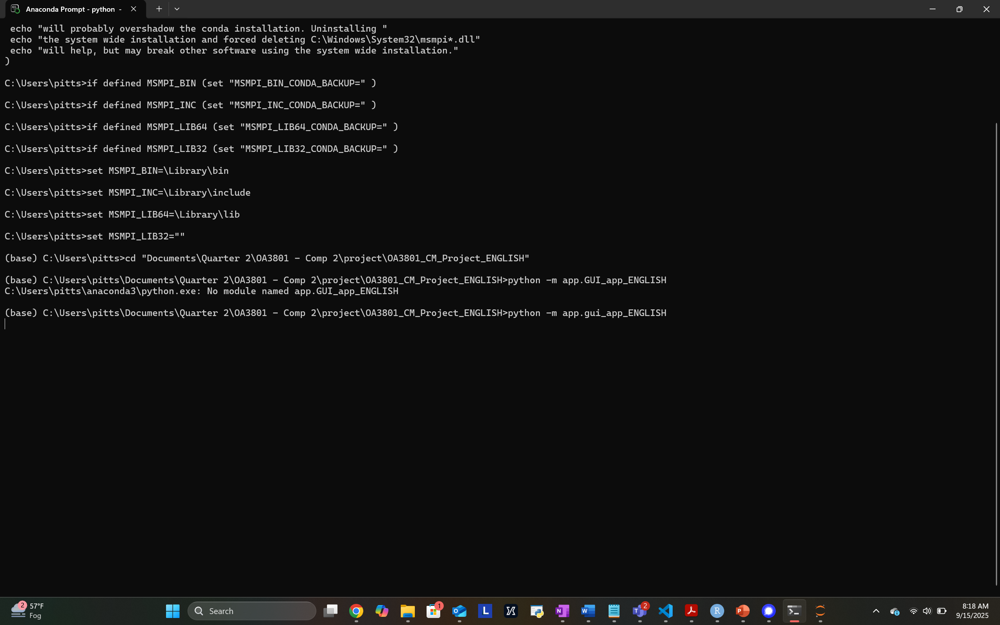 Anaconda Prompt - python -
echo "will probably overshadow the conda installation. Uninstalling "
echo "the system wide installation and forced deleting C:\Windows\System32\msmpi*.dll"
echo "will help, but may break other software using the system wide installation."
)
C:\Users\pitts>if defined MSMPI_BIN (set "MSMPI_BIN_CONDA_BACKUP=" )
C:\Users\pitts>if defined MSMPI_INC (set "MSMPI_INC_CONDA_BACKUP=" )
C:\Users\pitts>if defined MSMPI_LIB64 (set "MSMPI_LIB64_CONDA_BACKUP=" )
C:\Users\pitts>if defined MSMPI_LIB32 (set "MSMPI_LIB32_CONDA_BACKUP=" )
C:\Users\pitts>set MSMPI_BIN=\Library\bin
C:\Users\pitts>set MSMPI_INC=\Library\include
C:\Users\pitts>set MSMPI_LIB64=\Library\lib
C:\Users\pitts>set MSMPI_LIB32=""
(base) C:\Users\pitts>cd "Documents\Quarter 2\OA3801 - Comp 2\project\OA3801_CM_Project_ENGLISH"
(base) C:\Users\pitts\Documents\Quarter 2\OA3801 - Comp 2\project\OA3801_CM_Project_ENGLISH>python -m app.GUI_app_ENGLISH
C:\Users\pitts\anaconda3\python.exe: No module named app.GUI_app_ENGLISH
(base) C:\Users\pitts\Documents\Quarter 2\OA3801 - Comp 2\project\OA3801_CM_Project_ENGLISH>python -m app.gui_app_ENGLISH
2 57°F
Fog
Search
1
2
8:18 AM
9/15/2025